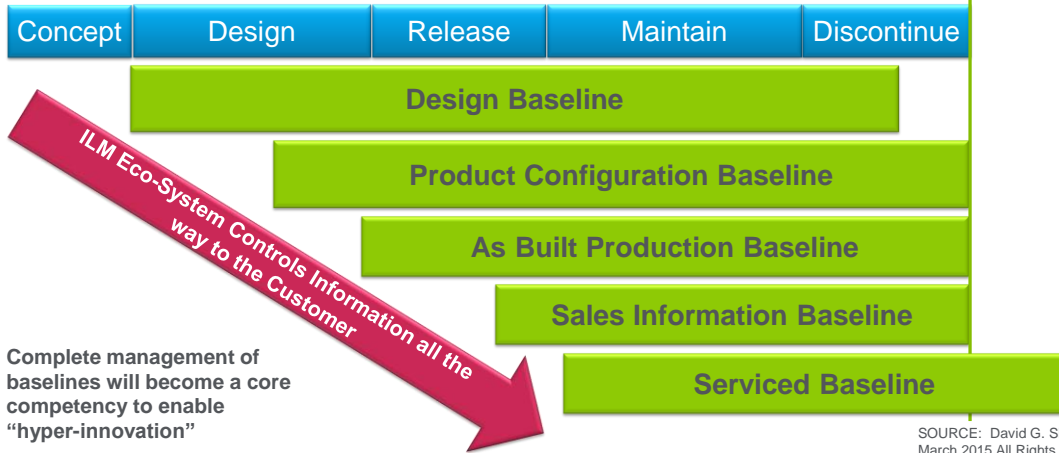 Concept Design Release Maintain Discontinue
Design Baseline
Product Configuration Baseline
As Built Production Baseline
Sales Information Baseline
Serviced Baseline
ILM Eco-System Controls Information all the
way to the Customer
Complete management of
baselines will become a core
competency to enable
“hyper-innovation”
SOURCE: David G. S
March 2015 All Rights